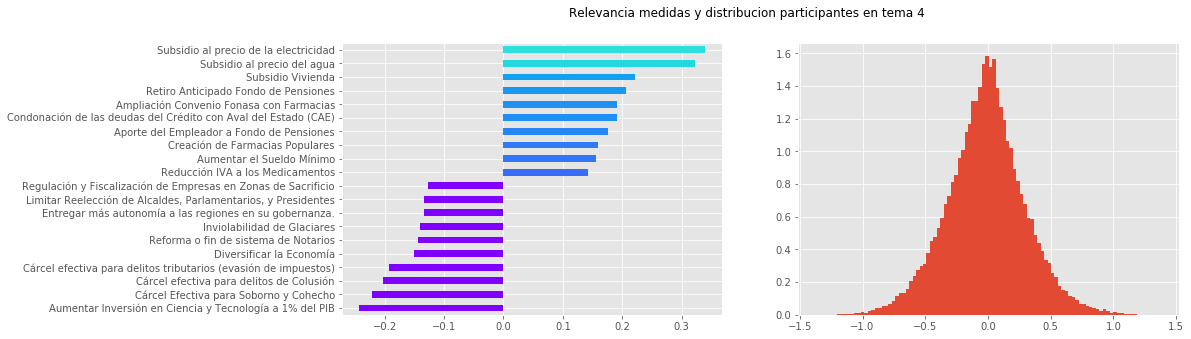 Relevancia medidas y distribucion participantes en tema 4
Subsidio al precio de la electricidad
Subsidio al precio del agua
Subsidio Vivienda
Retiro Anticipado Fondo de Pensiones
Ampliación Convenio Fonasa con Farmacias
Condonación de las deudas del Crédito con Aval del Estado (CAE)
Aporte del Empleador a Fondo de Pensiones
Creación de Farmacias Populares
Aumentar el Sueldo Mínimo
Reducción IVA a los Medicamentos
Regulación y Fiscalización de Empresas en Zonas de Sacrificio
Limitar Reelección de Alcaldes, Parlamentarios, y Presidentes
Entregar más autonomía a las regiones en su gobernanza.
Inviolabilidad de Glaciares
Reforma o fin de sistema de Notarios
Diversificar la Economía
Cárcel efectiva para delitos tributarios (evasión de impuestos)
Cárcel efectiva para delitos de Colusión
Cárcel Efectiva para Soborno y Cohecho
Aumentar Inversión en Ciencia y Tecnología a 1% del PIB
−0.2 −0.1 0.0 0.1 0.2 0.3
1.6
1.4
1.2
1.0
0.8
0.6
0.4
0.2
0.0
−1.5 −1.0 −0.5 0.0 0.5 1.0 1.5